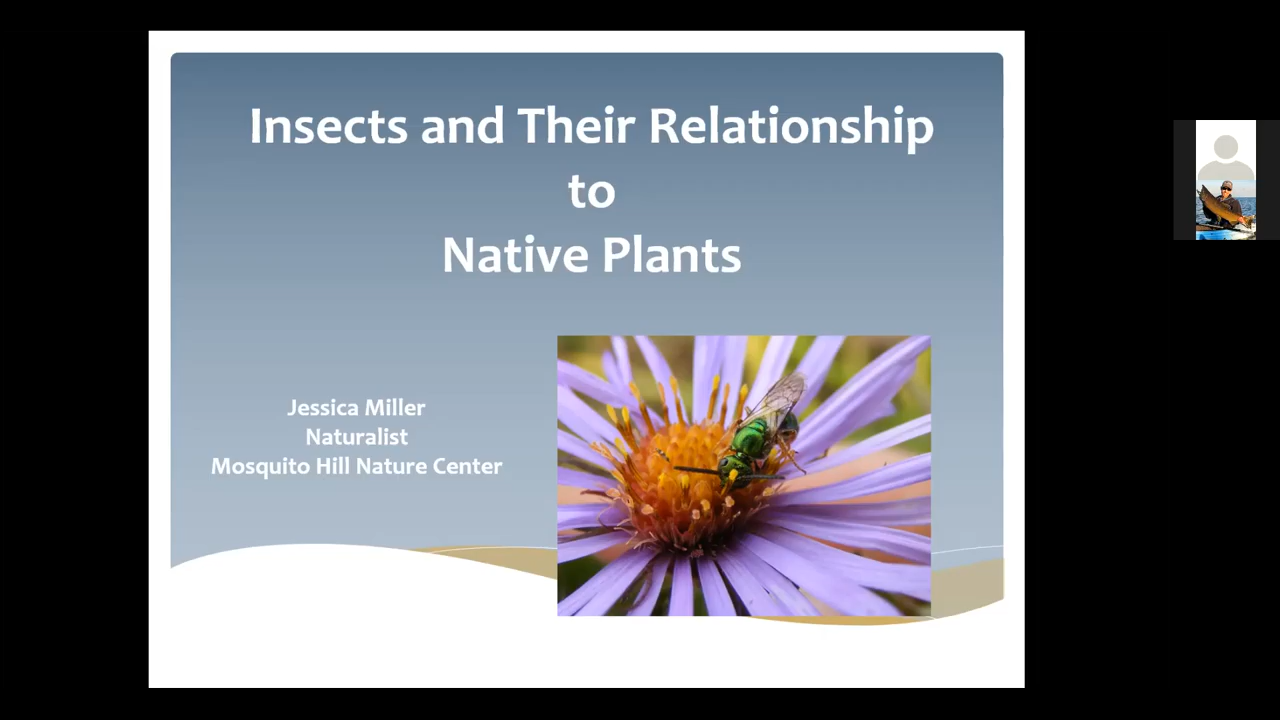 Insects and Their Relationship
to
Native Plants
Jessica Miller
Naturalist
Mosquito Hill Nature Center